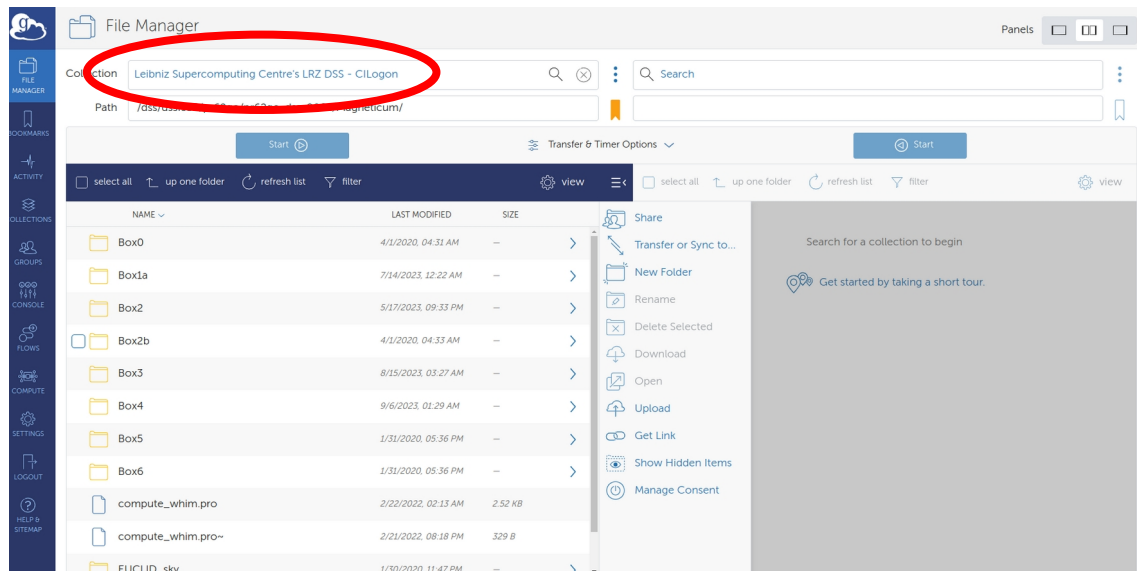 File Manager
Panels
FILE MANAGER
BOOKMARKS
ACTIVITY
COLLECTIONS
GROUPS
CONSOLE
FLOWS
COMPUTE
SETTINGS
LOGOUT
HELP & SITEMAP
Collection Leibniz Supercomputing Centre's LRZ DSS - CILogon
Search
Path
Start
Transfer & Timer Options
Start
select all up one folder refresh list filter view
select all up one folder refresh list filter view
NAME LAST MODIFIED SIZE
Box0 4/1/2020, 04:31 AM –
Box1a 7/14/2023, 12:22 AM –
Box2 5/17/2023, 09:33 PM –
Box2b 4/1/2020, 04:33 AM –
Box3 8/15/2023, 03:27 AM –
Box4 9/6/2023, 01:29 AM –
Box5 1/31/2020, 05:36 PM –
Box6 1/31/2020, 05:36 PM –
compute_whim.pro 2/22/2022, 02:13 AM 2.52 KB
compute_whim.pro~ 2/21/2022, 08:18 PM 329 B
EUCLID_sky 1/30/2020, 11:47 PM –
Share
Transfer or Sync to...
New Folder
Rename
Delete Selected
Download
Open
Upload
Get Link
Show Hidden Items
Manage Consent
Search for a collection to begin
Get started by taking a short tour.